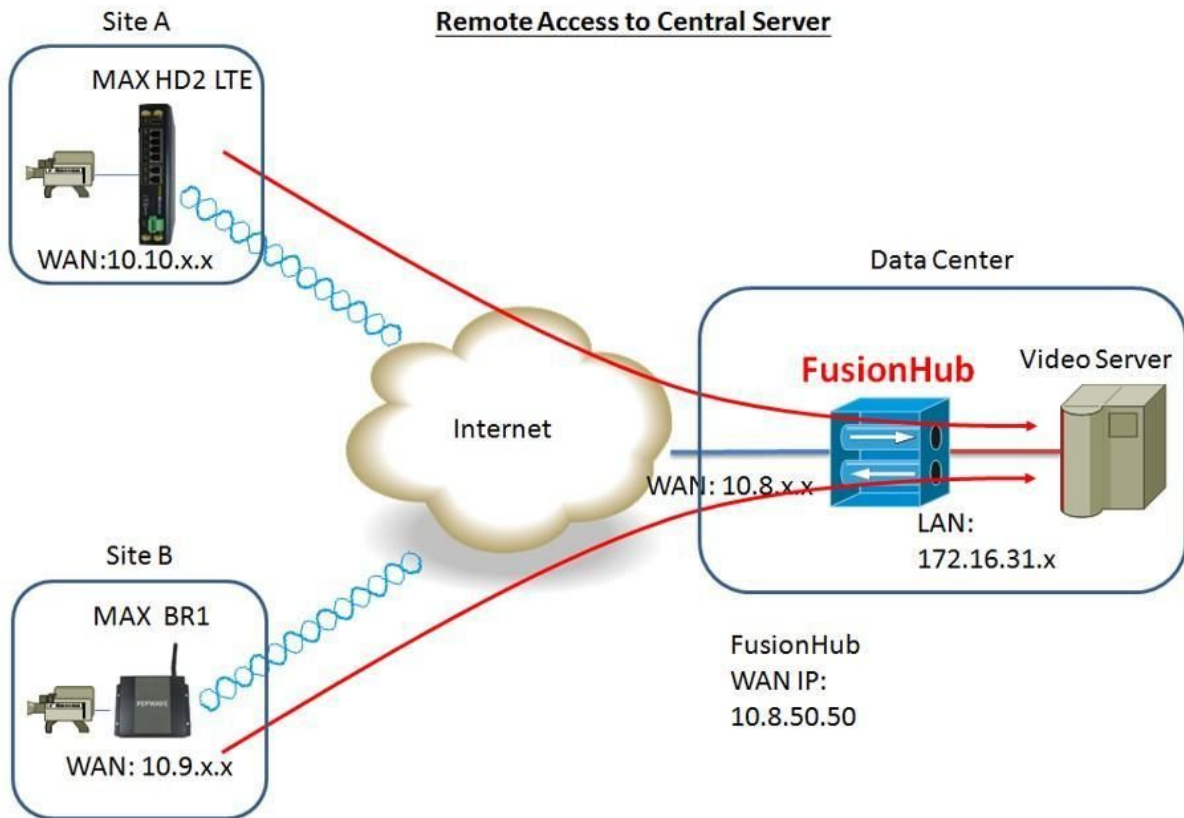 Remote Access to Central Server
Site A
MAX HD2 LTE
WAN:10.10.x.x
Internet
Site B
MAX BR1
PEPWAVE
WAN: 10.9.x.x
Data Center
FusionHub
Video Server
WAN: 10.8.x.x
LAN:
172.16.31.x
FusionHub
WAN IP:
10.8.50.50